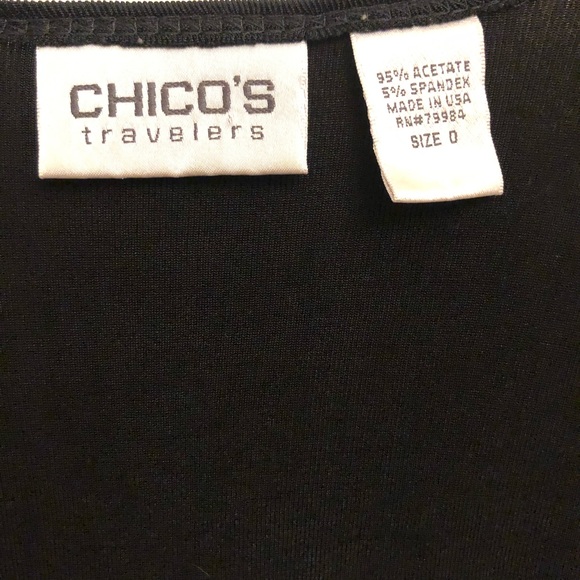 CHICO'S
travelers
95% ACETATE
5% SPANDEX
MADE IN USA
RN#79984
SIZE 0